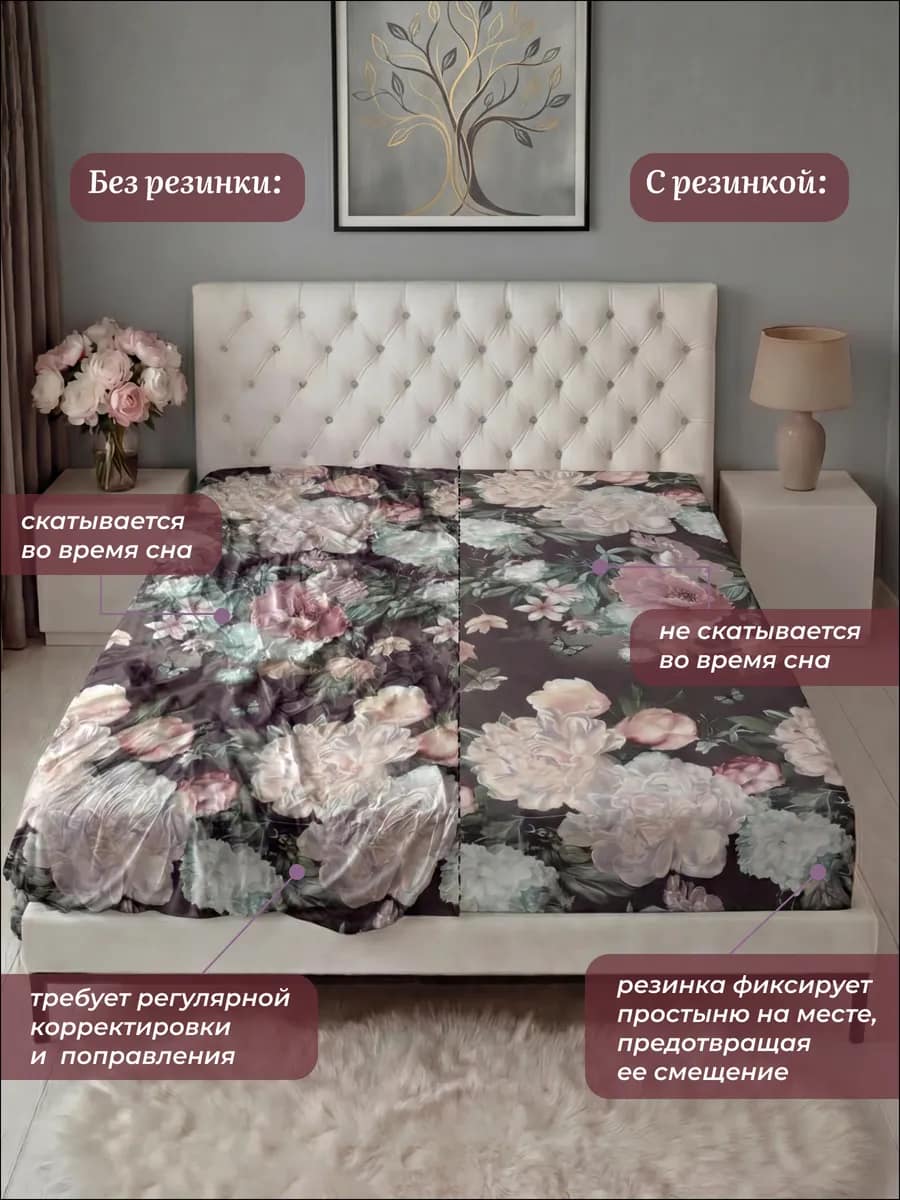 Без резинки:
С резинкой:
скатывается
во время сна
не скатывается
во время сна
требует регулярной
корректировки
и поправления
резинка фиксирует
простыню на месте,
предотвращая
ее смещение